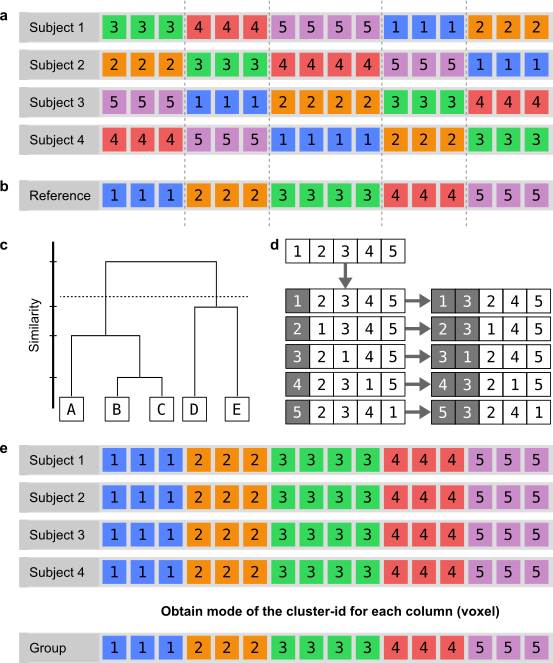 a
Subject 1 3 3 3 4 4 4 5 5 5 5 1 1 1 2 2 2
Subject 2 2 2 2 3 3 3 4 4 4 4 5 5 5 1 1 1
Subject 3 5 5 5 1 1 1 2 2 2 2 3 3 3 4 4 4
Subject 4 4 4 4 5 5 5 1 1 1 1 2 2 2 3 3 3
b
Reference 1 1 1 2 2 2 3 3 3 3 4 4 4 5 5 5
c
Similarity
A B C D E
d
1 2 3 4 5
1 2 3 4 5 1 3 2 4 5
2 1 3 4 5 2 3 1 4 5
3 2 1 4 5 3 1 2 4 5
4 2 3 1 5 4 3 2 1 5
5 2 3 4 1 5 3 2 4 1
e
Subject 1 1 1 1 2 2 2 3 3 3 3 4 4 4 5 5 5
Subject 2 1 1 1 2 2 2 3 3 3 3 4 4 4 5 5 5
Subject 3 1 1 1 2 2 2 3 3 3 3 4 4 4 5 5 5
Subject 4 1 1 1 2 2 2 3 3 3 3 4 4 4 5 5 5
Obtain mode of the cluster-id for each column (voxel)
Group 1 1 1 2 2 2 3 3 3 3 4 4 4 5 5 5